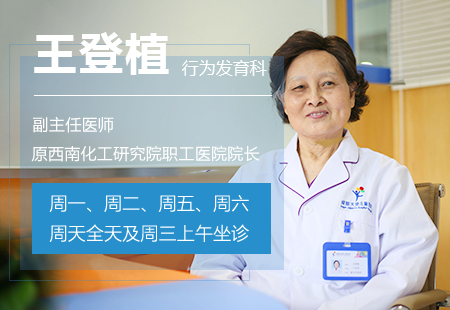 王登植 行为发育科
副主任医师
原西南化工研究院职工医院院长
周一、周二、周五、周六
周天全天及周三上午坐诊